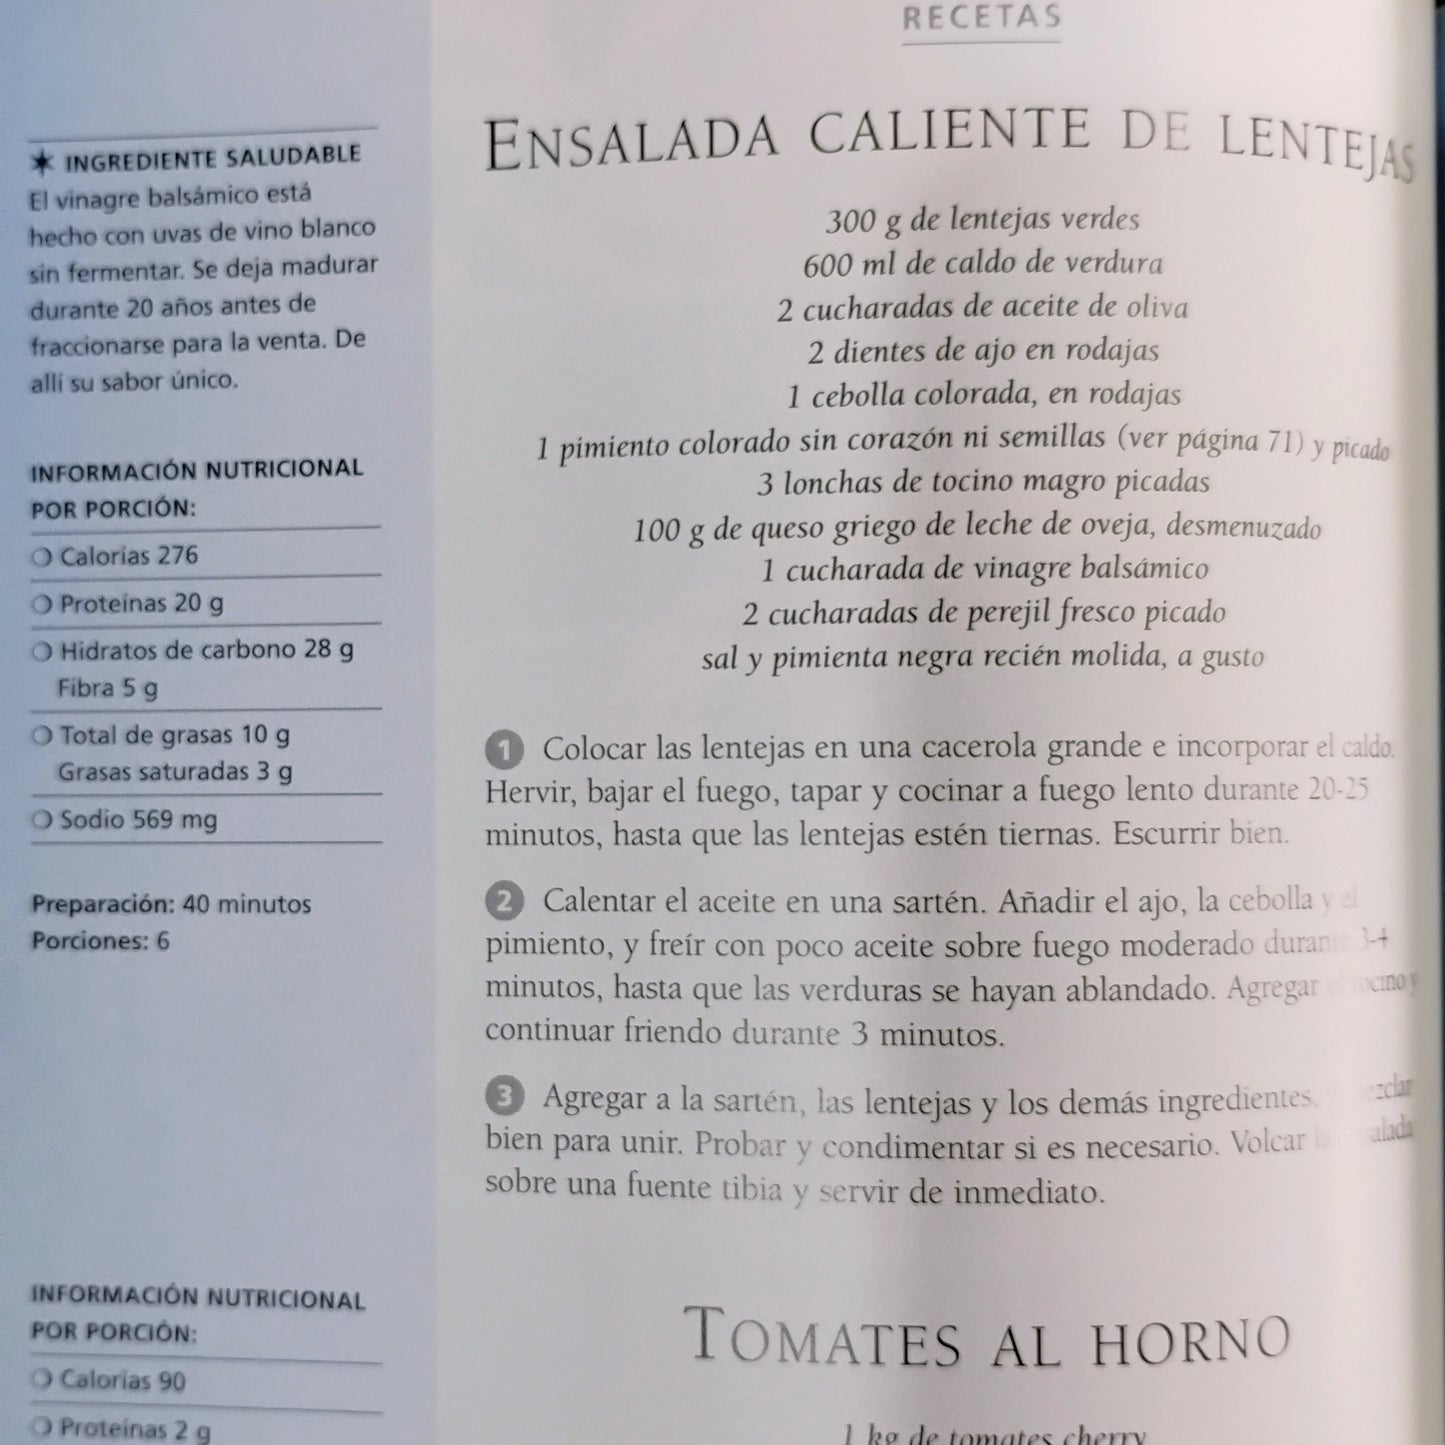 RECETAS
INGREDIENTE SALUDABLE
El vinagre balsámico está
hecho con uvas de vino blanco
sin fermentar. Se deja madurar
durante 20 años antes de
fraccionarse para la venta. De
allí su sabor único.
INFORMACIÓN NUTRICIONAL
POR PORCIÓN:
Calorías 276
Proteínas 20 g
Hidratos de carbono 28 g
Fibra 5 g
Total de grasas 10 g
Grasas saturadas 3 g
Sodio 569 mg
Preparación: 40 minutos
Porciones: 6
ENSALADA CALIENTE DE LENTEJAS
300 g de lentejas verdes
600 ml de caldo de verdura
2 cucharadas de aceite de oliva
2 dientes de ajo en rodajas
1 cebolla colorada, en rodajas
1 pimiento colorado sin corazón ni semillas (ver página 71) y picado
3 lonchas de tocino magro picadas
100 g de queso griego de leche de oveja, desmenuzado
1 cucharada de vinagre balsámico
2 cucharadas de perejil fresco picado
sal y pimienta negra recién molida, a gusto
1 Colocar las lentejas en una cacerola grande e incorporar el caldo.
Hervir, bajar el fuego, tapar y cocinar a fuego lento durante 20-25
minutos, hasta que las lentejas estén tiernas. Escurrir bien.
2 Calentar el aceite en una sartén. Añadir el ajo, la cebolla y el
pimiento, y freír con poco aceite sobre fuego moderado durante 3-4
minutos, hasta que las verduras se hayan ablandado. Agregar el tocino y
continuar friendo durante 3 minutos.
3 Agregar a la sartén, las lentejas y los demás ingredientes,
bien para unir. Probar y condimentar si es necesario. Volcar
sobre una fuente tibia y servir de inmediato.
INFORMACIÓN NUTRICIONAL
POR PORCIÓN:
Calorías 90
Proteínas 2 g
TOMATES AL HORNO
1 kg de tomates cherry